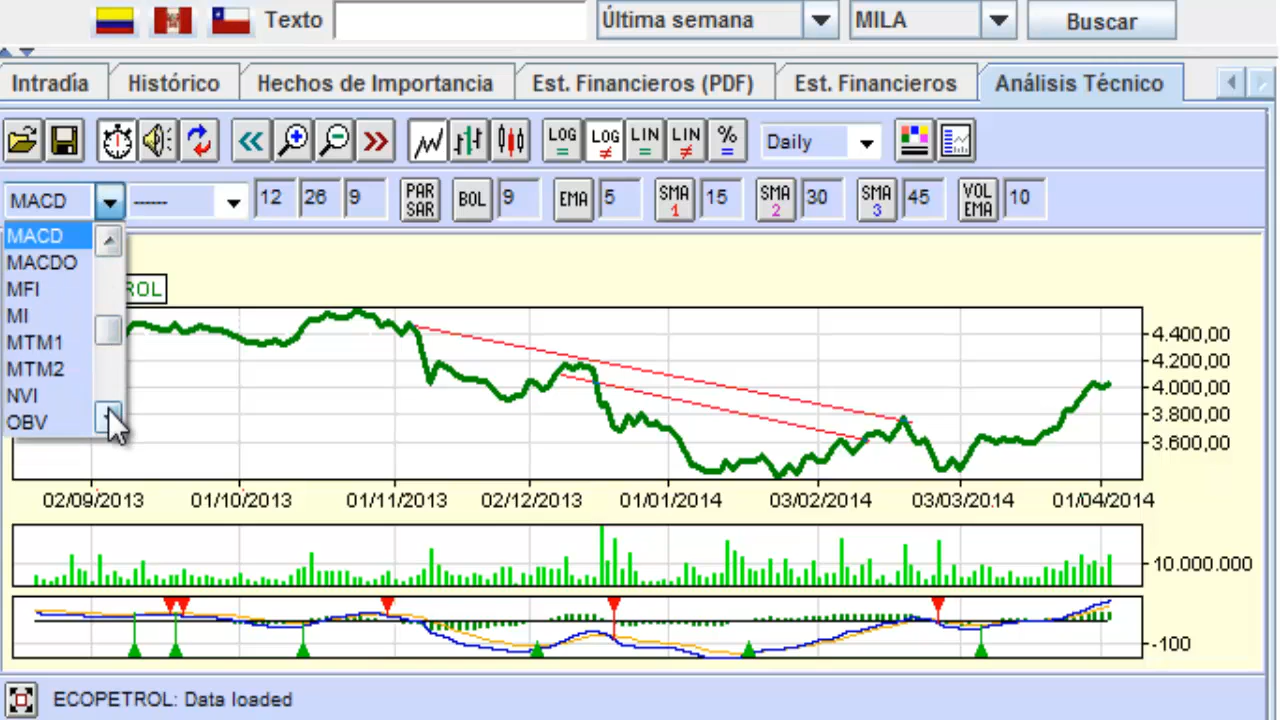 Texto Última semana MILA Buscar
Intradía Histórico Hechos de Importancia Est. Financieros (PDF) Est. Financieros Análisis Técnico
LOG = LOG ≠ LIN = LIN ≠ % = Daily
MACD ------ 12 26 9 PAR SAR BOL 9 EMA 5 SMA 1 15 SMA 2 30 SMA 3 45 VOL EMA 10
MACD
MACDO
MFI
MI
MTM1
MTM2
NVI
OBV
ROL
4.400,00
4.200,00
4.000,00
3.800,00
3.600,00
02/09/2013 01/10/2013 01/11/2013 02/12/2013 01/01/2014 03/02/2014 03/03/2014 01/04/2014
10.000.000
-100
ECOPETROL: Data loaded